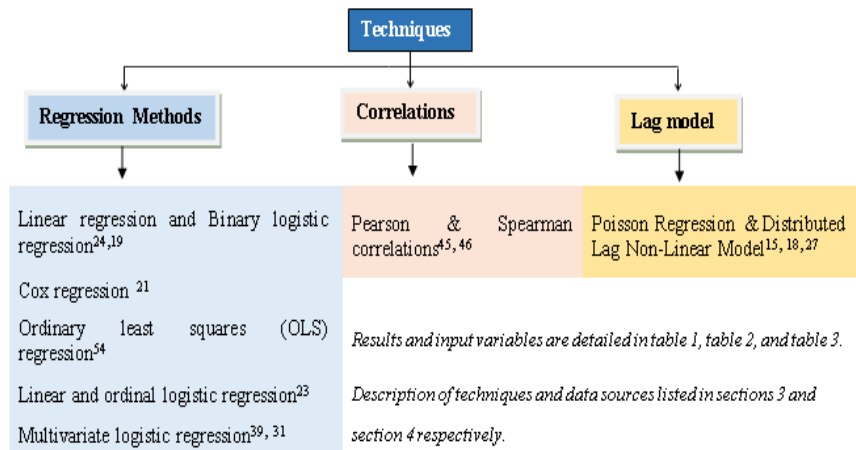 Techniques
Regression Methods
Correlations
Lag model
Linear regression and Binary logistic
regression24,19
Cox regression 21
Ordinary least squares (OLS)
regression54
Linear and ordinal logistic regression23
Multivariate logistic regression39, 31
Pearson & Spearman
correlations45, 46
Poisson Regression & Distributed
Lag Non-Linear Model15, 18, 27
Results and input variables are detailed in table 1, table 2, and table 3.
Description of techniques and data sources listed in sections 3 and
section 4 respectively.